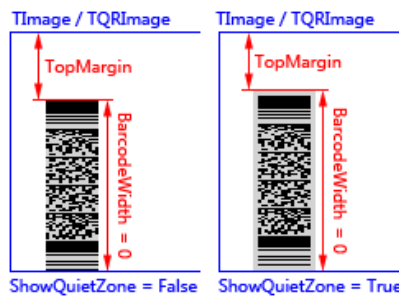 TImage / TQRImage
TopMargin
BarcodeWidth = 0
ShowQuietZone = False
TImage / TQRImage
TopMargin
BarcodeWidth = 0
ShowQuietZone = True